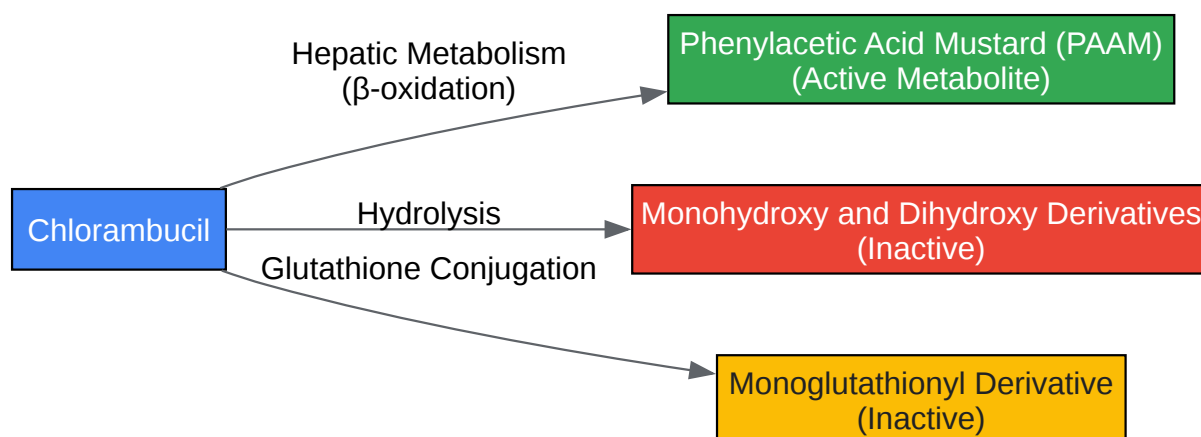 Hepatic Metabolism
(β-oxidation)
Phenylacetic Acid Mustard (PAAM)
(Active Metabolite)
Chlorambucil
Hydrolysis
Monohydroxy and Dihydroxy Derivatives
(Inactive)
Glutathione Conjugation
Monoglutathionyl Derivative
(Inactive)